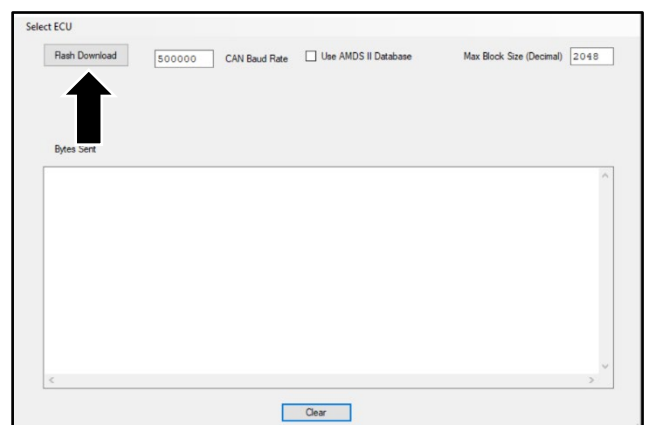 Select ECU
Flash Download 500000 CAN Baud Rate Use AMDS II Database Max Block Size (Decimal) 2048
Bytes Sent
Clear